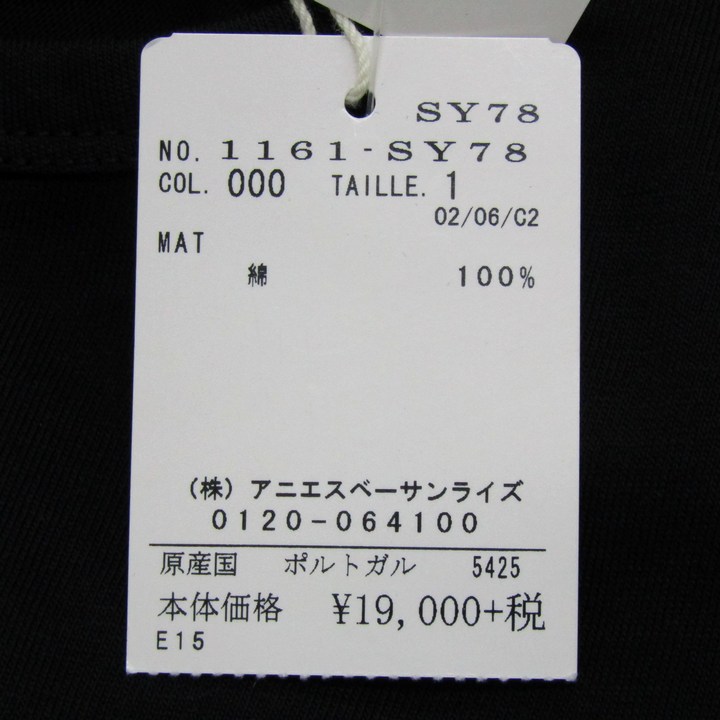 SY78
NO. 1161-SY78
COL. 000 TAILLE. 1
02/06/C2
MAT
綿 100%
(株) アニエスベーサンライズ
0120-064100
原産国 ポルトガル 5425
本体価格 ¥19,000+税
E15